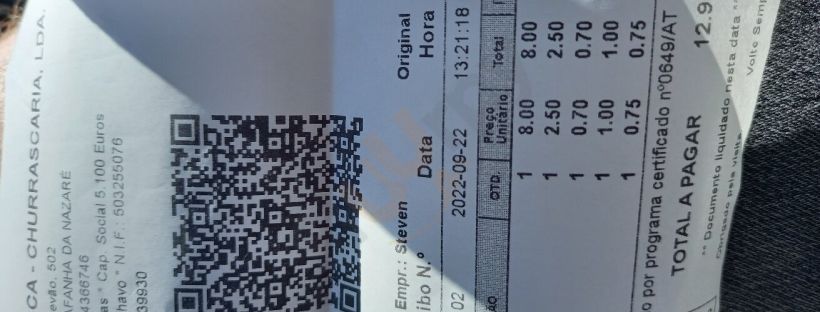 CA - CHURRASCARIA, LDA.
evão, 502
AFANHA DA NAZARÉ
4366746
as * Cap. Social 5.100 Euros
havo * N.I.F.: 503255076
39930
Empr.: Steven Original
ibo N.º Data Hora
02 2022-09-22 13:21:18
ÃO QTD. Preço Unitário Total
1 8.00 8.00
1 2.50 2.50
1 0.70 0.70
1 1.00 1.00
1 0.75 0.75
o por programa certificado nº0649/AT
TOTAL A PAGAR 12.9
** Documento liquidado nesta data **
Obrigado pela visita Volte Semp